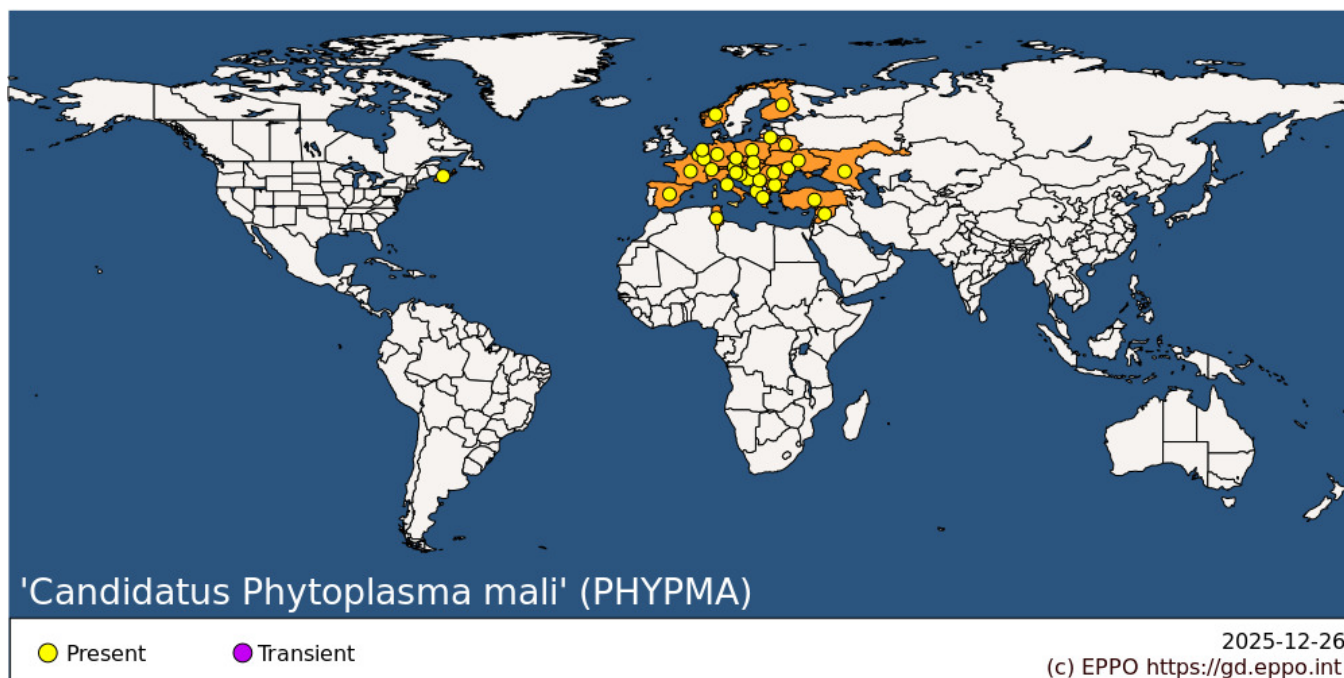 'Candidatus Phytoplasma mali' (PHYPMA)
Present
Transient
2025-12-26
(c) EPPO https://gd.eppo.int